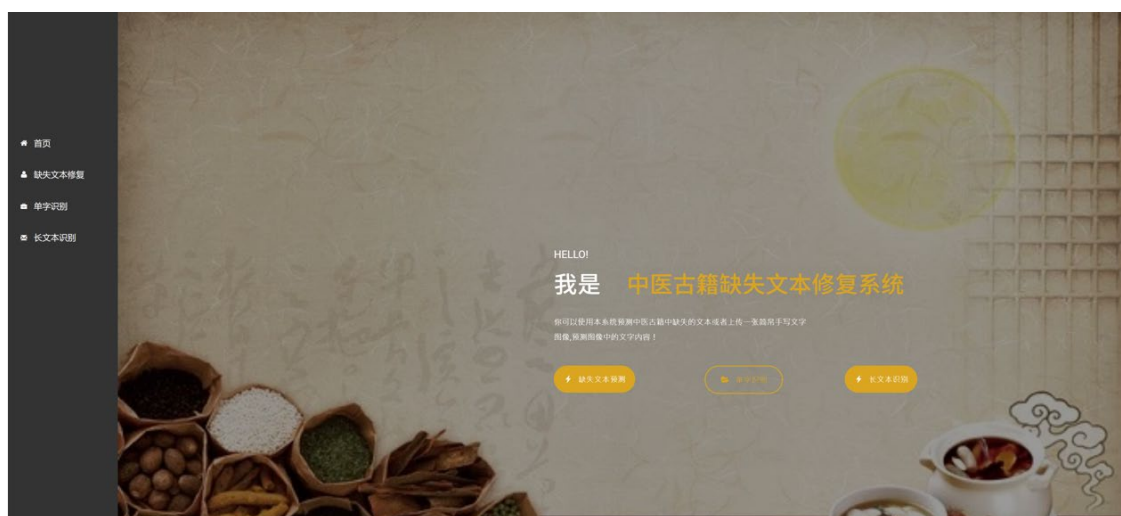 首页
缺失文本修复
单字识别
长文本识别
HELLO!
我是 中医古籍缺失文本修复系统
你可以使用本系统预测中医古籍中缺失的文本或者上传一张简帛手写文字
图像,预测图像中的文字内容！
缺失文本预测
单字识别
长文本识别